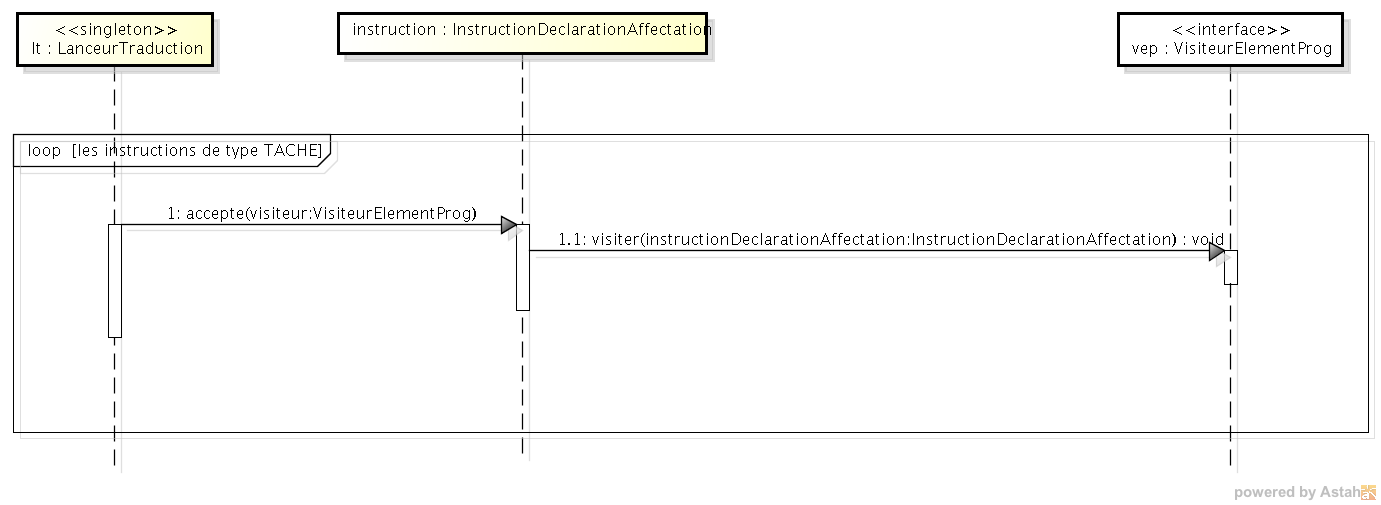 <<singleton>>
lt : LanceurTraduction
instruction : InstructionDeclarationAffectation
<<interface>>
vep : VisiteurElementProg
loop [les instructions de type TACHE]
1: accepte(visiteur:VisiteurElementProg)
1.1: visiter(instructionDeclarationAffectation:InstructionDeclarationAffectation) : void
powered by Astah